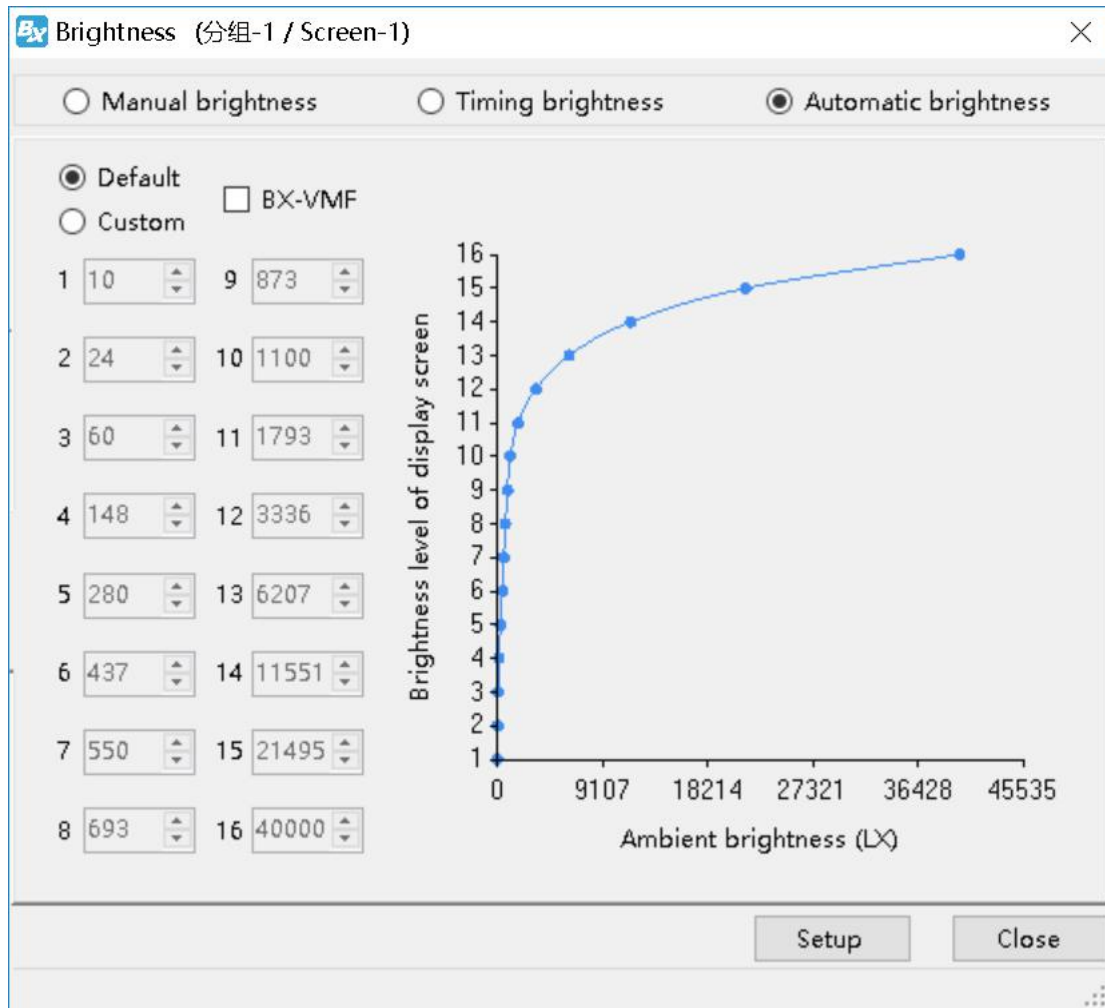 BX Brightness (分组-1 / Screen-1)
Manual brightness Timing brightness Automatic brightness
Default
BX-VMF
Custom
1 10 9 873
2 24 10 1100
3 60 11 1793
4 148 12 3336
5 280 13 6207
6 437 14 11551
7 550 15 21495
8 693 16 40000
Brightness level of display screen
16
15
14
13
12
11
10
9
8
7
6
5
4
3
2
1
0 9107 18214 27321 36428 45535
Ambient brightness (LX)
Setup Close